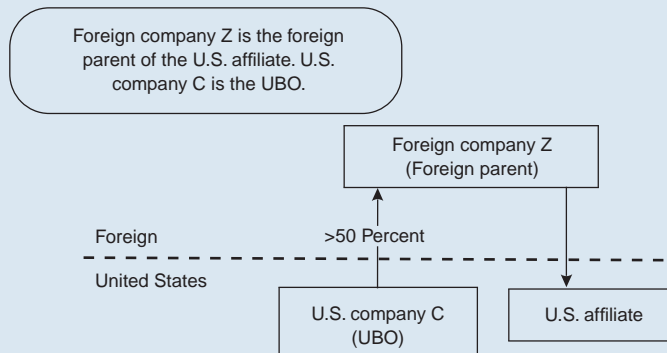 Foreign company Z is the foreign
parent of the U.S. affiliate. U.S.
company C is the UBO.
Foreign company Z
(Foreign parent)
Foreign
>50 Percent
United States
U.S. company C
(UBO)
U.S. affiliate